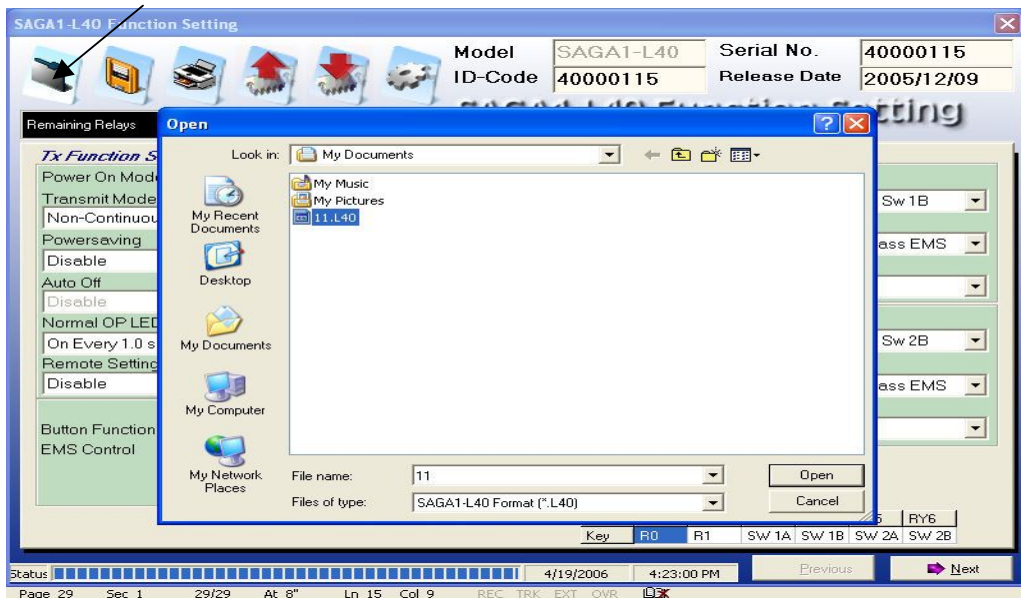 SAGA1-L40 Function Setting
Model SAGA1-L40 Serial No. 40000115
ID-Code 40000115 Release Date 2005/12/09
SAGA1-L40 Function Setting
Remaining Relays
Open
Look in: My Documents
My Recent Documents
Desktop
My Documents
My Computer
My Network Places
My Music
My Pictures
11.L40
File name: 11 Open
Files of type: SAGA1-L40 Format (*.L40) Cancel
Tx Function S
Power On Mod
Transmit Mode
Non-Continuou
Powersaving
Disable
Auto Off
Disable
Normal OP LED
On Every 1.0 s
Remote Setting
Disable
Button Function
EMS Control
Sw 1B
ass EMS
Sw 2B
ass EMS
RY6
Key R0 R1 SW 1A SW 1B SW 2A SW 2B
Status 4/19/2006 4:23:00 PM Previous Next
Page 29 Sec 1 29/29 At 8" Ln 15 Col 9 REC TRK EXT OVR